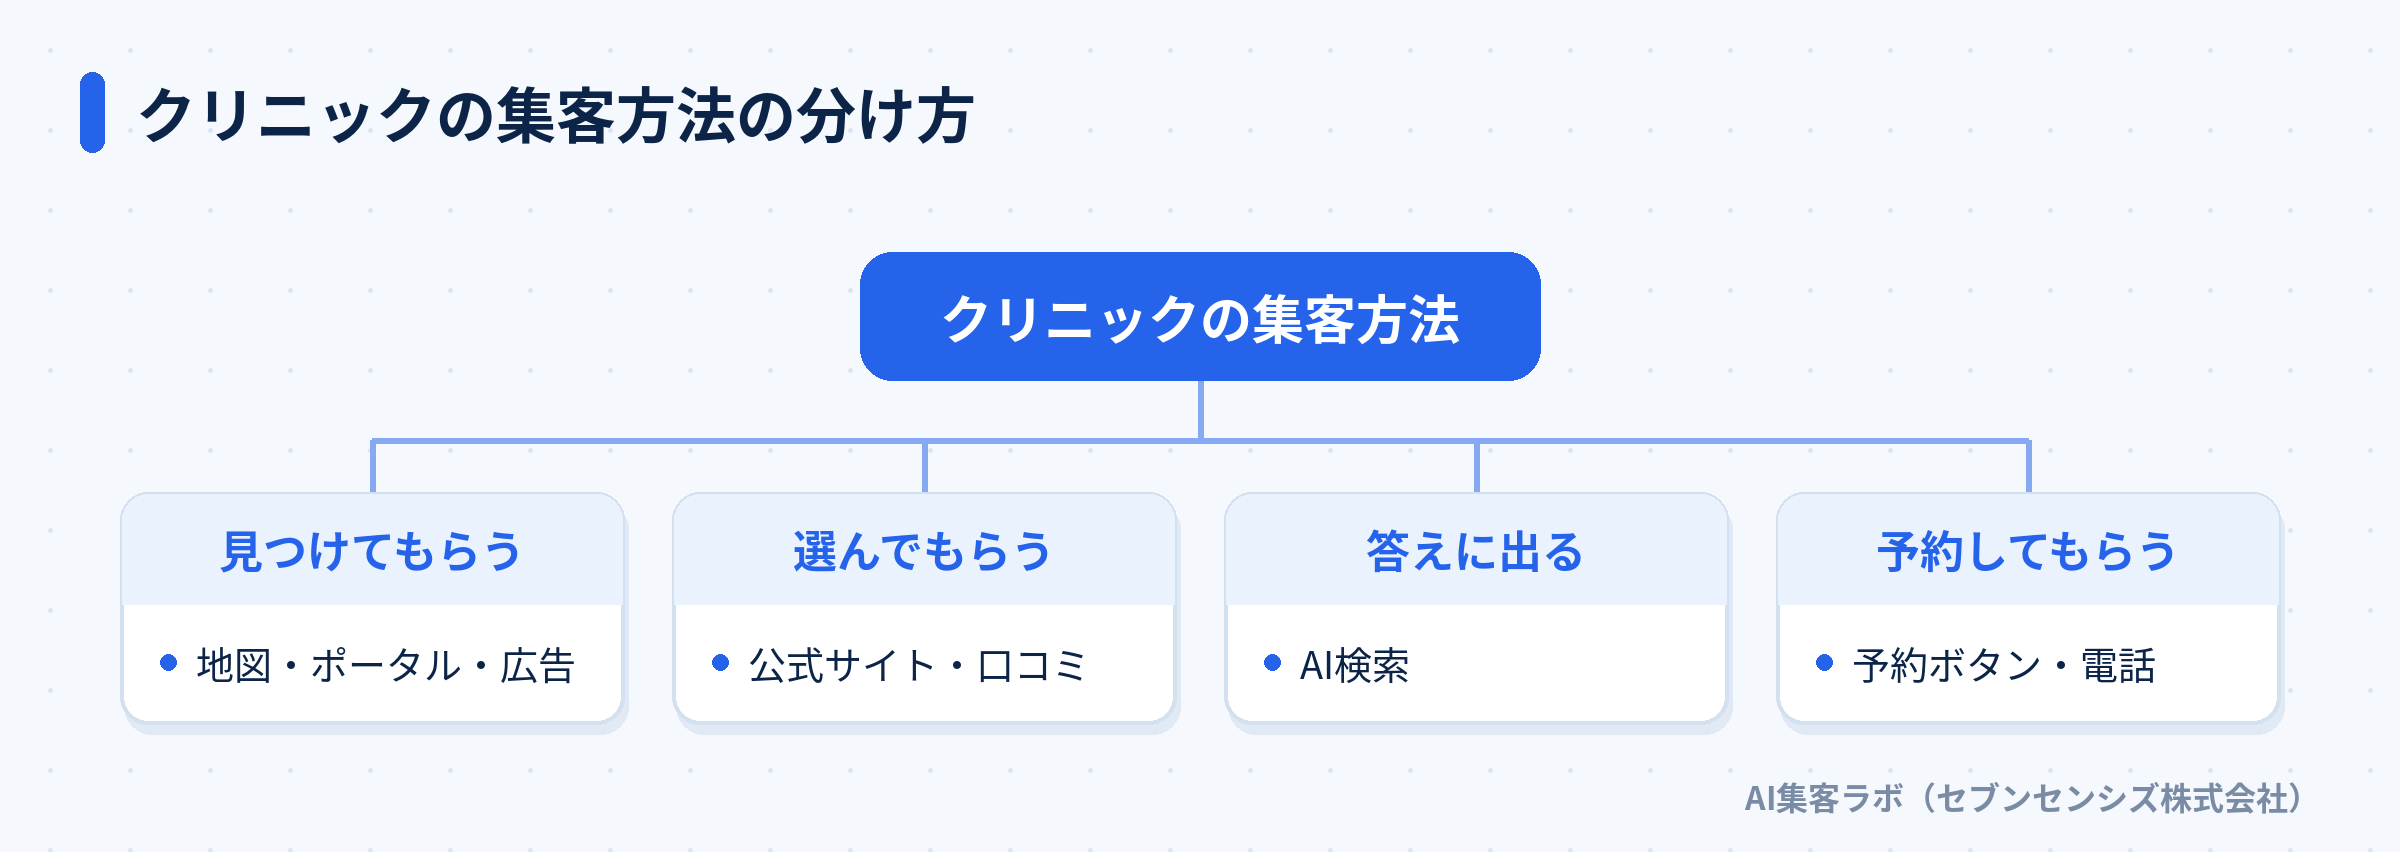 クリニックの集客方法の分け方
クリニックの集客方法
見つけてもらう
地図・ポータル・広告
選んでもらう
公式サイト・口コミ
答えに出る
AI検索
予約してもらう
予約ボタン・電話
AI集客ラボ（セブンセンシズ株式会社）